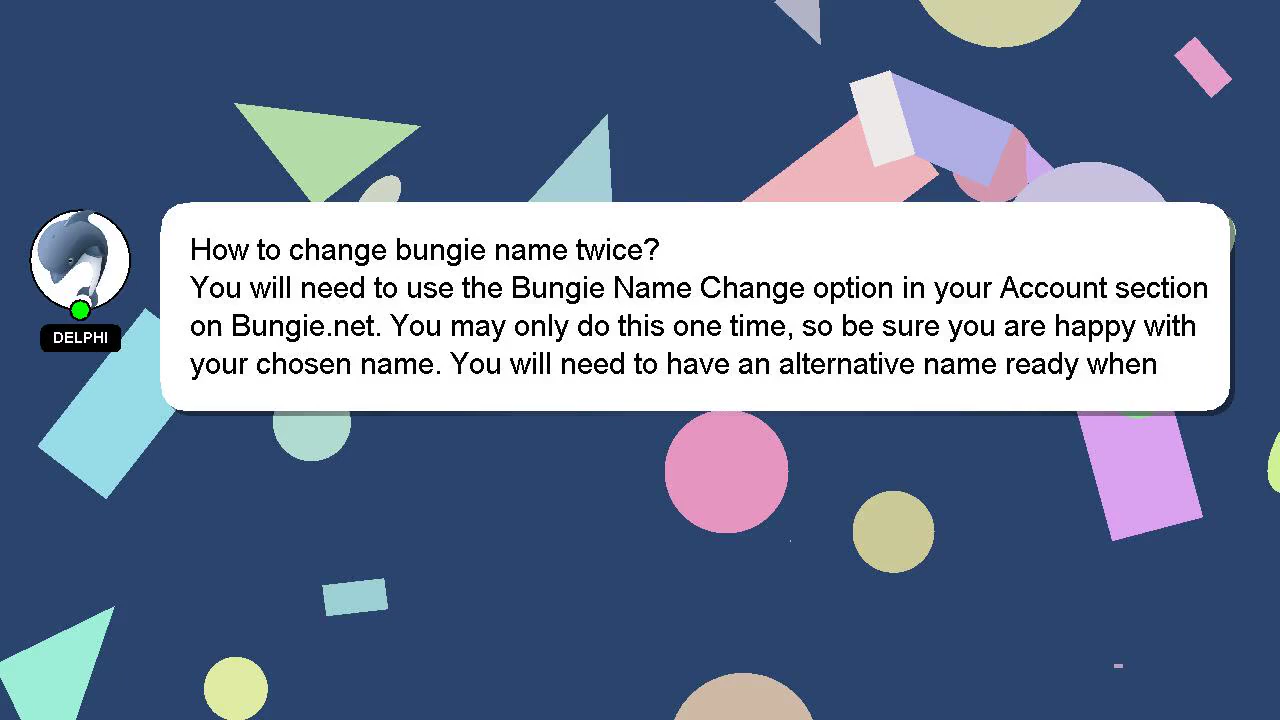 How to change bungie name twice?
You will need to use the Bungie Name Change option in your Account section
on Bungie.net. You may only do this one time, so be sure you are happy with
your chosen name. You will need to have an alternative name ready when
DELPHI